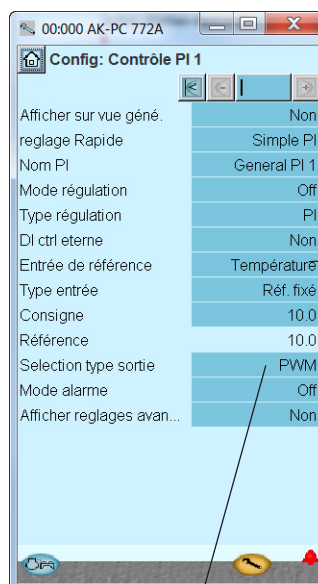 00:000 AK-PC 772A
Config: Contrôle PI 1
Afficher sur vue géné. Non
reglage Rapide Simple PI
Nom PI General PI 1
Mode régulation Off
Type régulation PI
DI ctrl eterne Non
Entrée de référence Température
Type entrée Réf. fixé
Consigne 10.0
Référence 10.0
Selection type sortie PWM
Mode alarme Off
Afficher reglages avan... Non